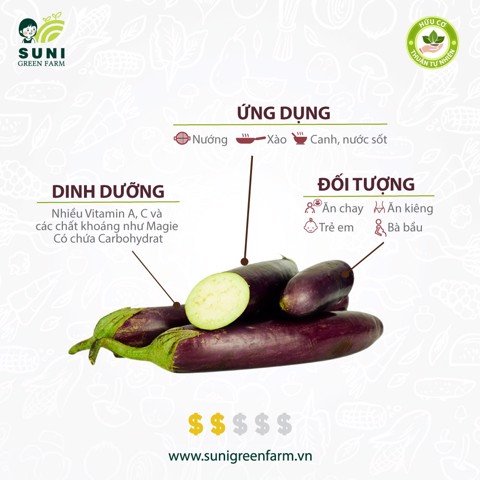 SUNI
GREEN FARM
HỮU CƠ
THUẬN TỰ NHIÊN
ỨNG DỤNG
Nướng Xào Canh, nước sốt
DINH DƯỠNG
Nhiều Vitamin A, C và
các chất khoáng như Magie
Có chứa Carbohydrat
ĐỐI TƯỢNG
Ăn chay Ăn kiêng
Trẻ em Bà bầu
$ $ $ $ $
www.sunigreenfarm.vn